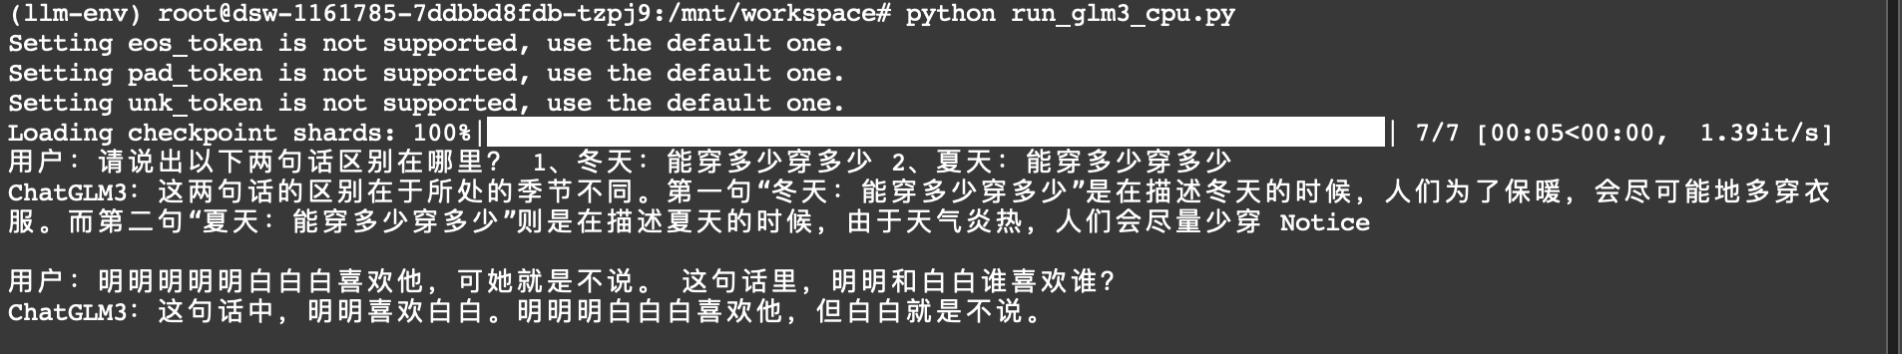 (llm-env) root@dsw-1161785-7ddbbd8fdb-tzpj9:/mnt/workspace# python run_glm3_cpu.py
Setting eos_token is not supported, use the default one.
Setting pad_token is not supported, use the default one.
Setting unk_token is not supported, use the default one.
Loading checkpoint shards: 100%|██████████| 7/7 [00:05<00:00,  1.39it/s]
用户：请说出以下两句话区别在哪里？ 1、冬天：能穿多少穿多少 2、夏天：能穿多少穿多少
ChatGLM3：这两句话的区别在于所处的季节不同。第一句“冬天：能穿多少穿多少”是在描述冬天的时候，人们为了保暖，会尽可能地多穿衣
服。而第二句“夏天：能穿多少穿多少”则是在描述夏天的时候，由于天气炎热，人们会尽量少穿 Notice
用户：明明明明明白白白喜欢他，可她就是不说。 这句话里，明明和白白谁喜欢谁？
ChatGLM3：这句话中，明明喜欢白白。明明明白白白喜欢他，但白白就是不说。